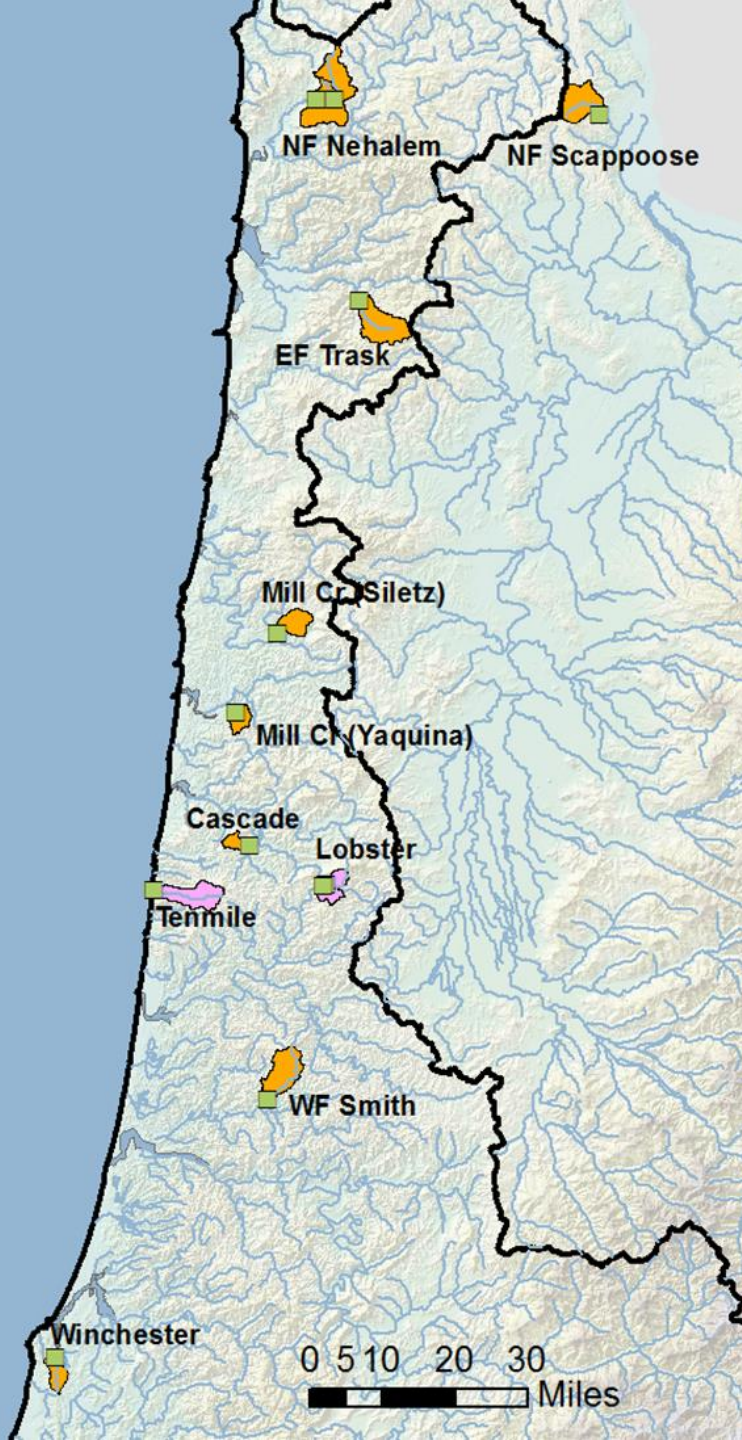 NF Nehalem
NF Scappoose
EF Trask
Mill Cr (Siletz)
Mill Cr (Yaquina)
Cascade
Lobster
Tenmile
WF Smith
Winchester
0 5 10 20 30
Miles